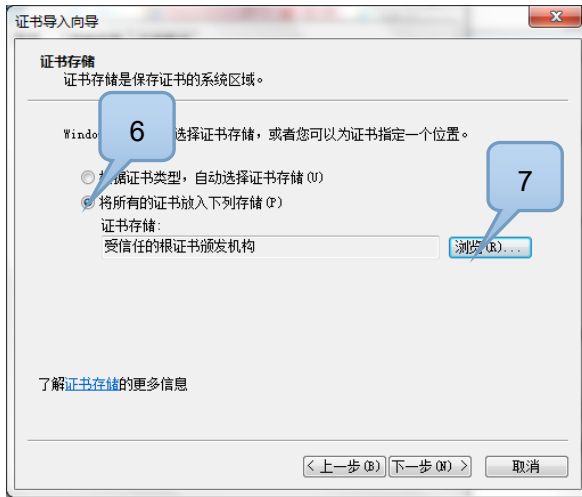 证书导入向导
证书存储
证书存储是保存证书的系统区域。
Windo 选择证书存储，或者您可以为证书指定一个位置。
6
据证书类型，自动选择证书存储(U)
7
将所有的证书放入下列存储(P)
证书存储:
受信任的根证书颁发机构
浏览(R)...
了解证书存储的更多信息
< 上一步(B) 下一步(N) > 取消